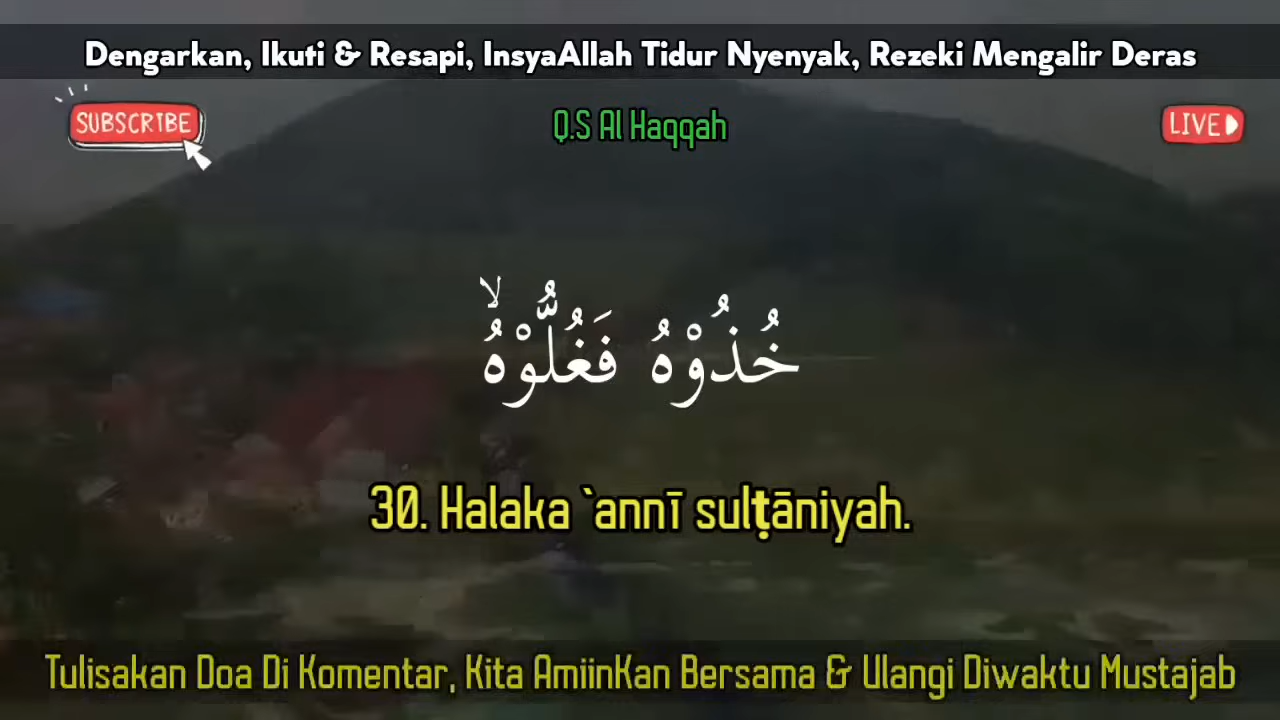 Dengarkan, Ikuti & Resapi, InsyaAllah Tidur Nyenyak, Rezeki Mengalir Deras
SUBSCRIBE
LIVE
Q.S Al Haqqah
خُذُوْهُ فَغُلُّوْهُۙ
30. Halaka `annī sulṭāniyah.
Tulisakan Doa Di Komentar, Kita AmiinKan Bersama & Ulangi Diwaktu Mustajab